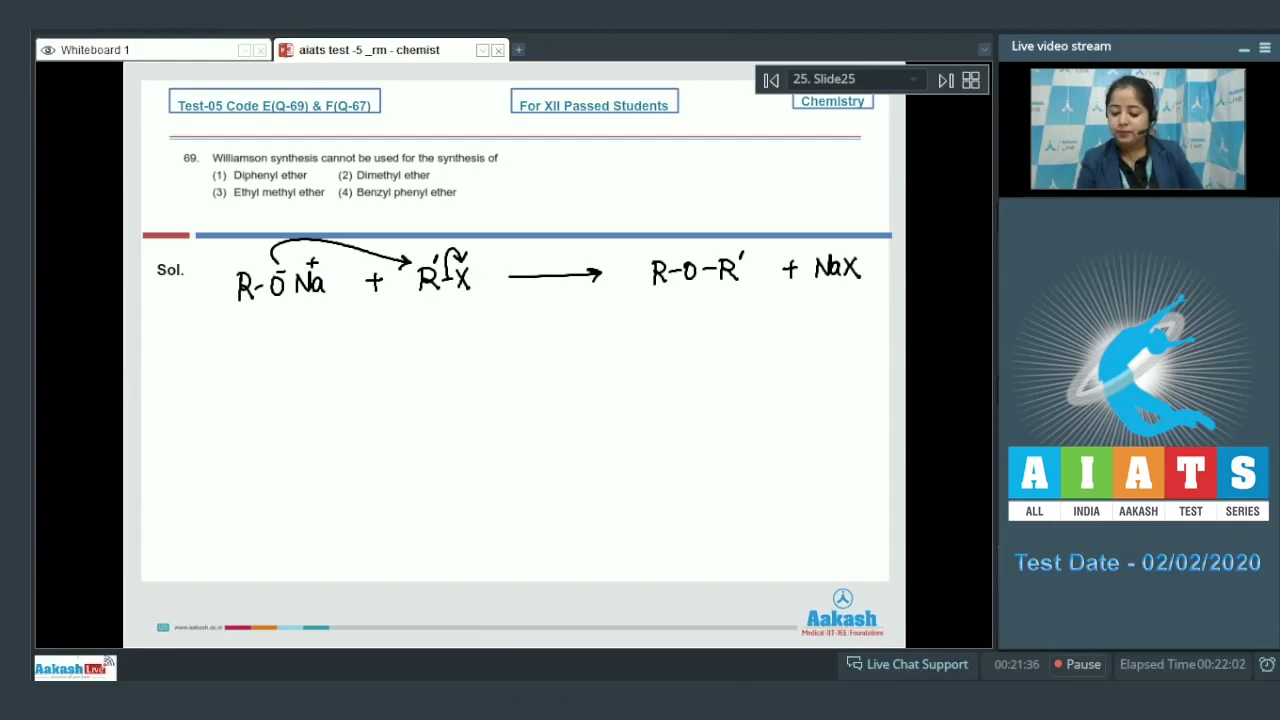 Whiteboard 1
aiats test -5 _rm - chemist
Live video stream
25. Slide25
Test-05 Code E(Q-69) & F(Q-67)
For XII Passed Students
Chemistry
69. Williamson synthesis cannot be used for the synthesis of
(1) Diphenyl ether (2) Dimethyl ether
(3) Ethyl methyl ether (4) Benzyl phenyl ether
Sol. R-O⁻ Na⁺ + R'-X → R-O-R' + NaX
A I A T S
ALL INDIA AAKASH TEST SERIES
Test Date - 02/02/2020
www.aakash.ac.in
Aakash
Medical|IIT-JEE|Foundations
Aakash Live
Live Chat Support
00:21:36
Pause
Elapsed Time 00:22:02